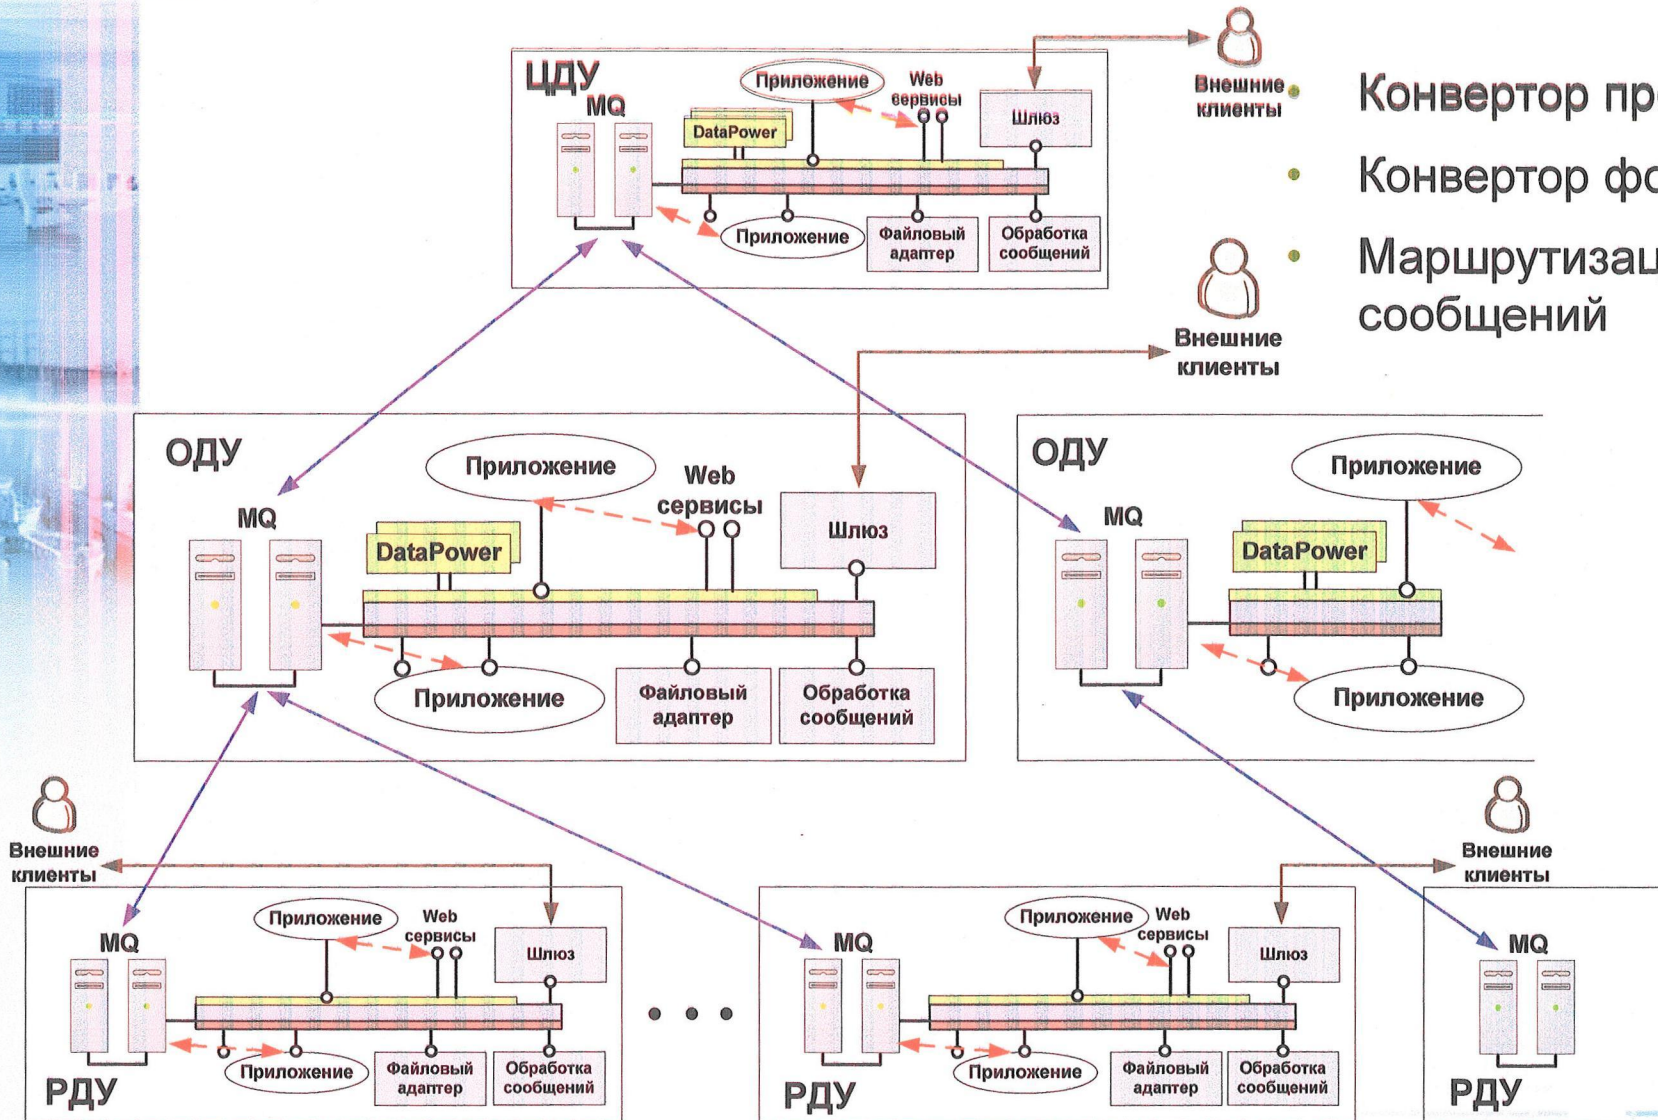 ЦДУ
MQ
DataPower
Приложение
Web
сервисы
Шлюз
Приложение
Файловый
адаптер
Обработка
сообщений
Внешние
клиенты
Конвертор
Конвертор
Внешние
клиенты
сообщений
ОДУ
MQ
DataPower
Приложение
Web
сервисы
Шлюз
Приложение
Файловый
адаптер
Обработка
сообщений
ОДУ
MQ
DataPower
Приложение
Приложение
Внешние
клиенты
MQ
Приложение
Web
сервисы
Шлюз
РДУ
Приложение
Файловый
адаптер
Обработка
сообщений
MQ
Приложение
Web
сервисы
Шлюз
РДУ
Приложение
Файловый
адаптер
Обработка
сообщений
Внешние
клиенты
MQ
РДУ